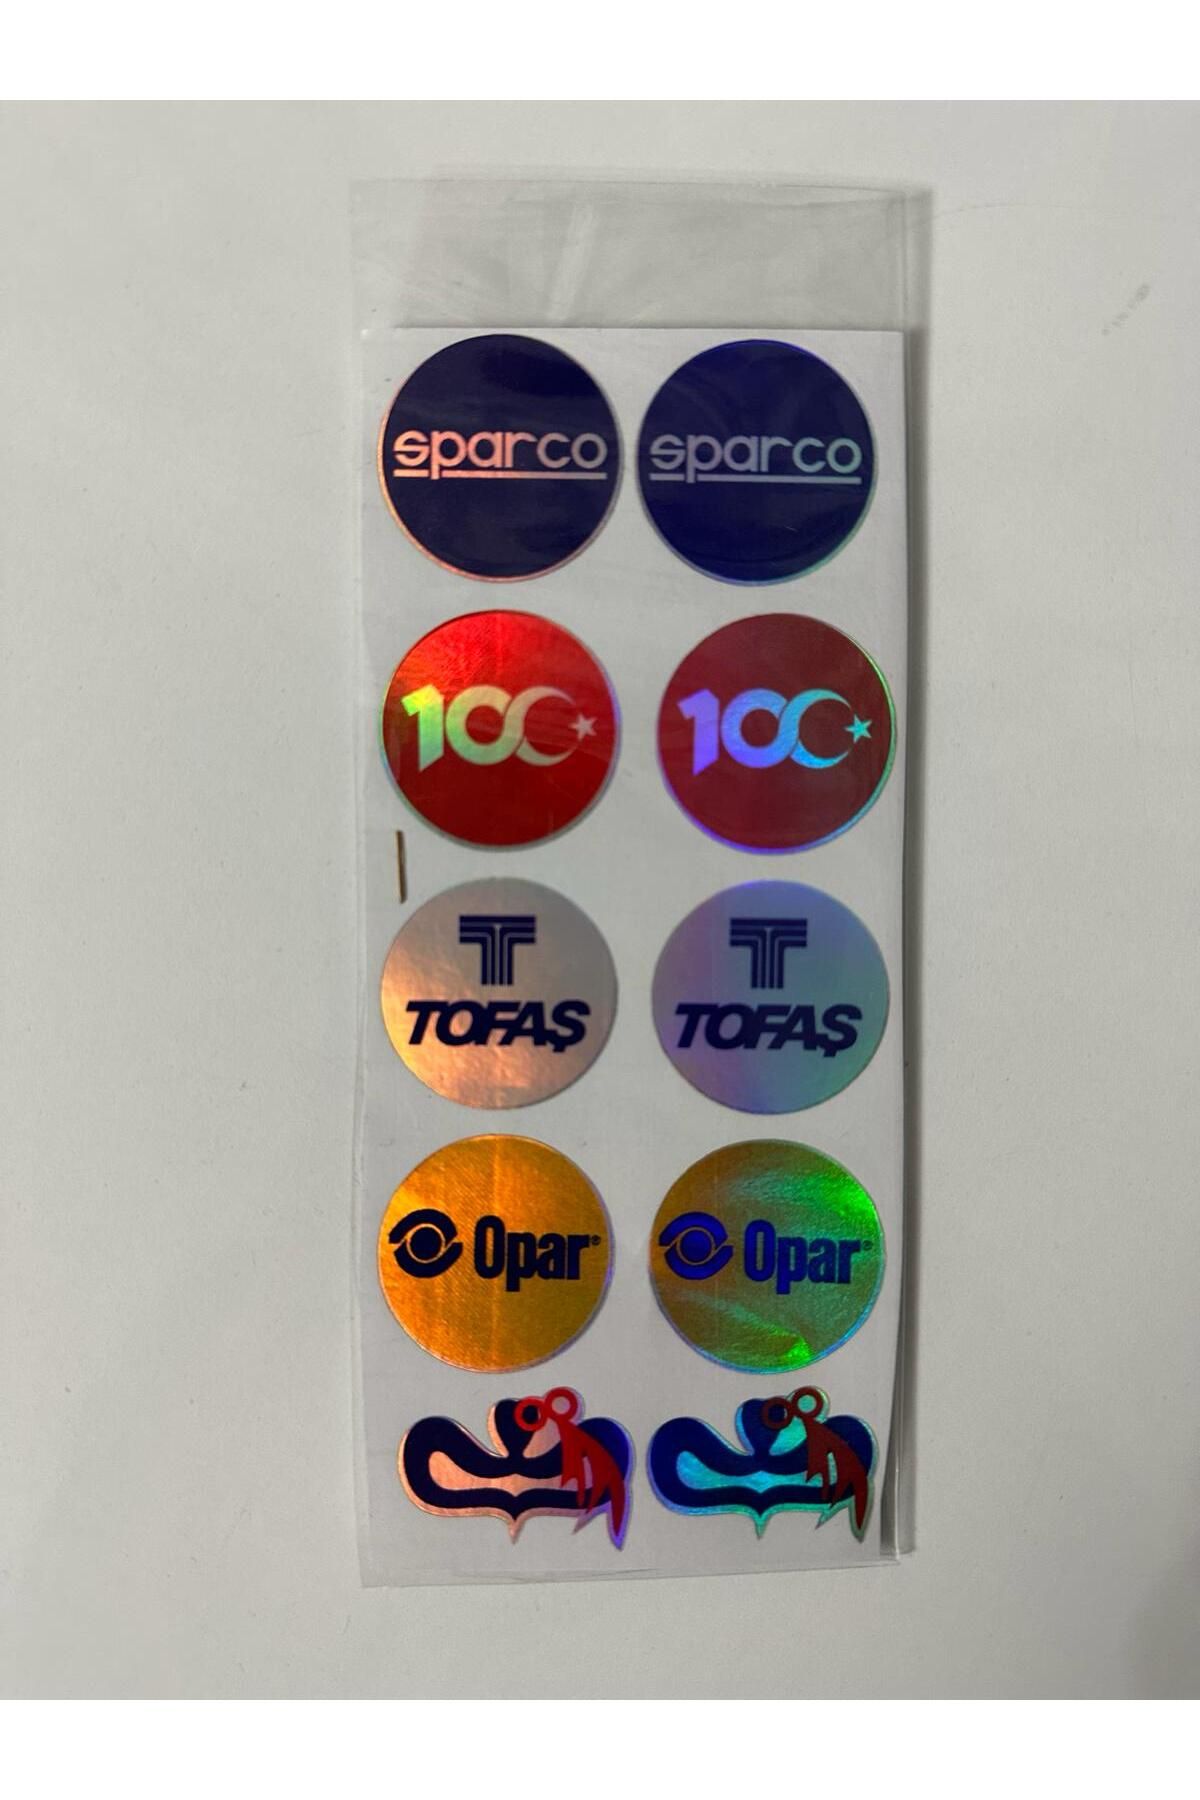 sparco sparco
100 100
T T
TOFAŞ TOFAŞ
Opar® Opar®